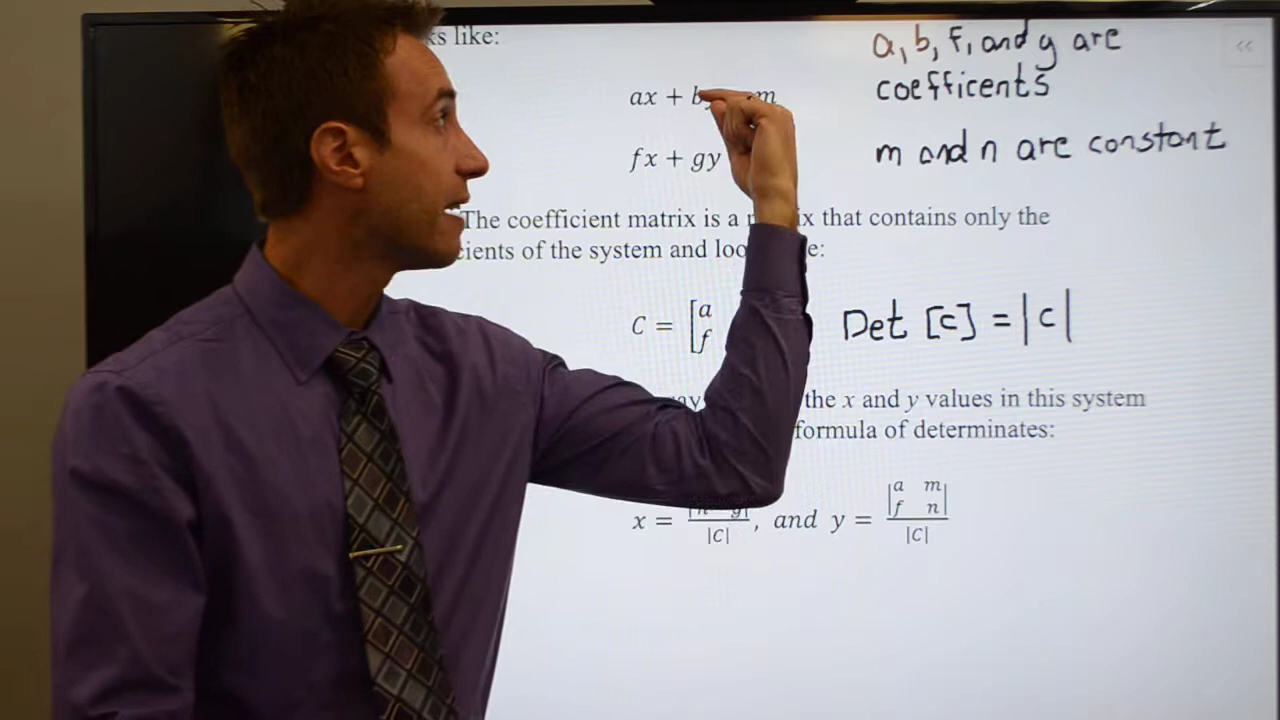 ks like:
a, b, f, and g are
coefficents
ax + b m
m and n are constant
fx + gy
The coefficient matrix is a ix that contains only the
cients of the system and loo e:
C = [a
f
Det [c] = |c|
the x and y values in this system
formula of determinates:
x = |n g| / |C|, and y = |a m
f n| / |C|